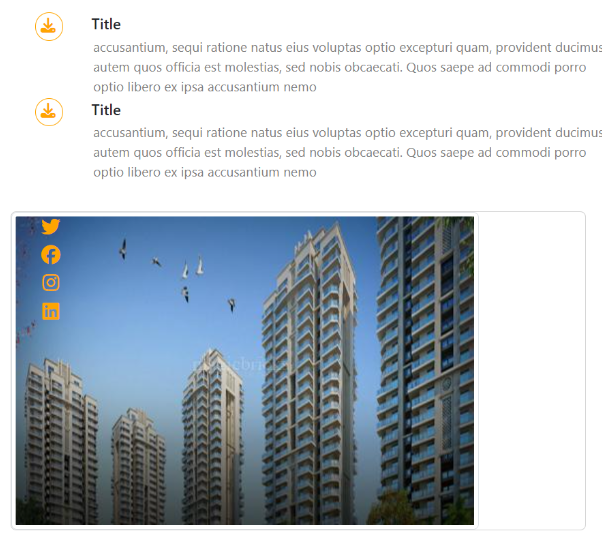 Title
accusantium, sequi ratione natus eius voluptas optio excepturi quam, provident ducimus
autem quos officia est molestias, sed nobis obcaecati. Quos saepe ad commodi porro
optio libero ex ipsa accusantium nemo
Title
accusantium, sequi ratione natus eius voluptas optio excepturi quam, provident ducimus
autem quos officia est molestias, sed nobis obcaecati. Quos saepe ad commodi porro
optio libero ex ipsa accusantium nemo